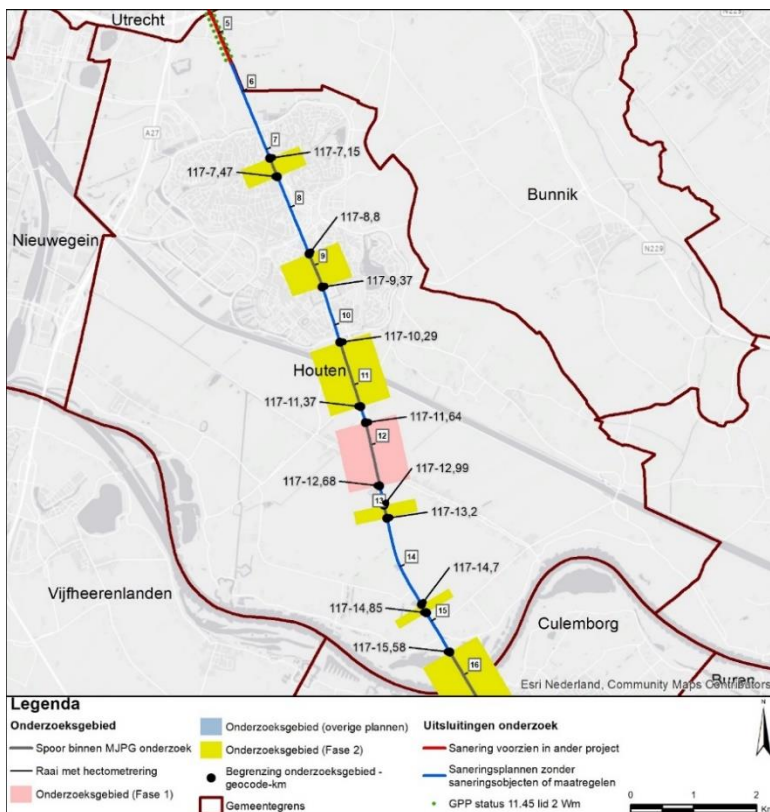 Utrecht
5
6
A27
7
117-7,15
117-7,47
8
Bunnik
117-8,8
Nieuwegein
N229
9
117-9,37
10
117-10,29
Houten
11
117-11,37
117-11,64
12
117-12,99
117-12,68
13
117-13,2
14
117-14,7
Vijfheerenlanden
117-14,85
15
Culemborg
117-15,58
16
Buren
Esri Nederland, Community Maps Contributors
Legenda
Onderzoeksgebied
Spoor binnen MJPG onderzoek
Raai met hectometrering
Onderzoeksgebied (Fase 1)
Onderzoeksgebied (overige plannen)
Onderzoeksgebied (Fase 2)
Begrenzing onderzoeksgebied -
geocode-km
Gemeentegrens
Uitsluitingen onderzoek
Sanering voorzien in ander project
Saneringsplannen zonder
saneringsobjecten of maatregelen
GPP status 11.45 lid 2 Wm
N
0 1 2